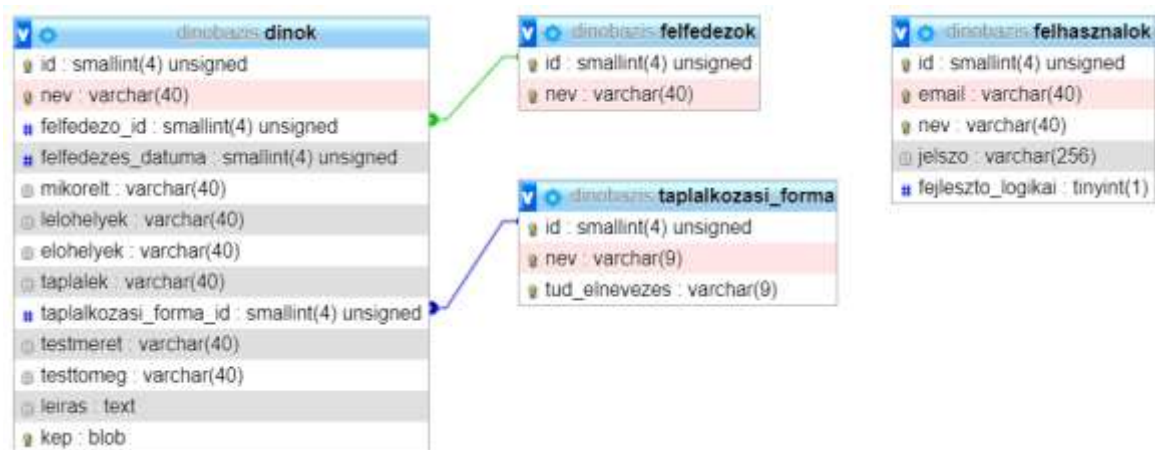 dinobazis dinok
id : smallint(4) unsigned
nev : varchar(40)
felfedezo_id : smallint(4) unsigned
felfedezes_datuma : smallint(4) unsigned
mikorelt : varchar(40)
lelohelyek : varchar(40)
elohelyek : varchar(40)
taplalek : varchar(40)
taplalkozasi_forma_id : smallint(4) unsigned
testmeret : varchar(40)
testtomeg : varchar(40)
leiras : text
kep : blob
dinobazis felfedezok
id : smallint(4) unsigned
nev : varchar(40)
dinobazis taplalkozasi_forma
id : smallint(4) unsigned
nev : varchar(9)
tud_elnevezes : varchar(9)
dinobazis felhasznalok
id : smallint(4) unsigned
email : varchar(40)
nev : varchar(40)
jelszo : varchar(256)
fejleszto_logikai : tinyint(1)